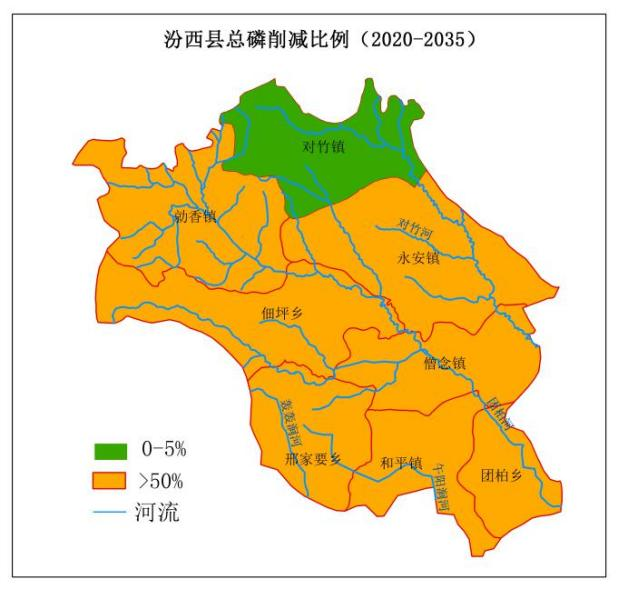 汾西县总磷削减比例（2020-2035）
对竹镇
勍香镇
对竹河
永安镇
佃坪乡
僧念镇
团柏河
轰轰涧河
邢家要乡
和平镇
团柏乡
午阳涧河
0-5%
>50%
河流